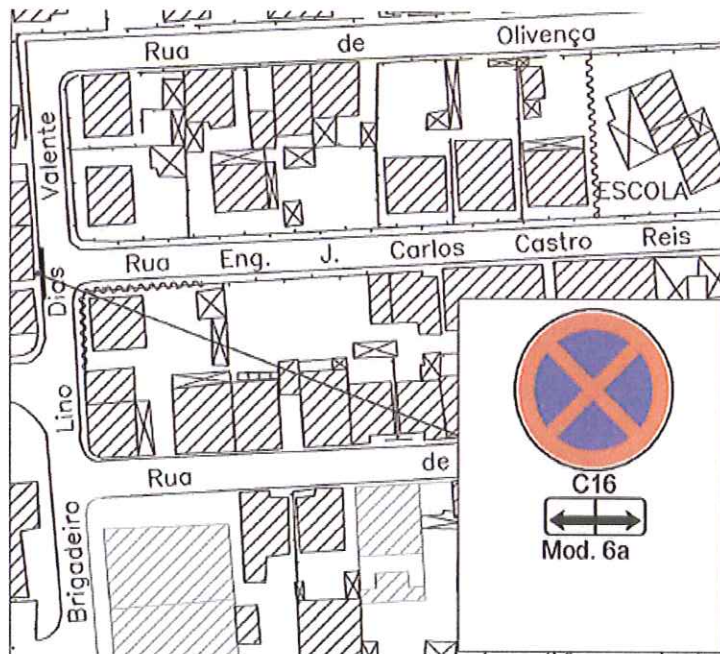 Rua de Olivença
ESCOLA
Rua Eng. J. Carlos Castro Reis
Rua de
Brigadeiro Lino Dias Valente
C16
Mod. 6a